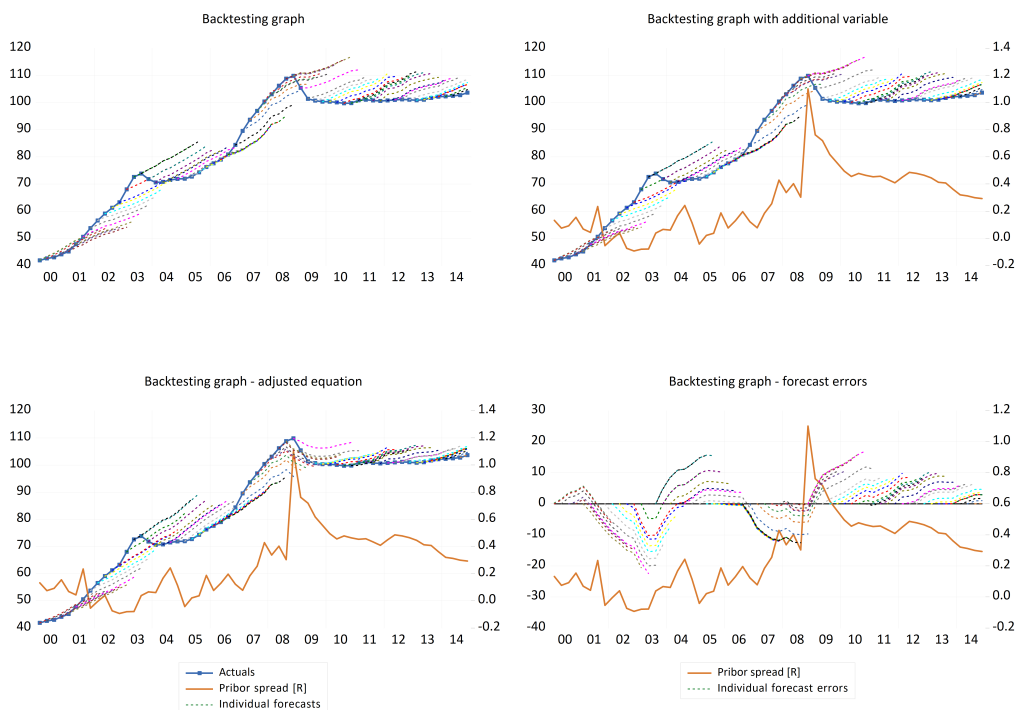 Backtesting graph
120
110
100
90
80
70
60
50
40
00 01 02 03 04 05 06 07 08 09 10 11 12 13 14
Backtesting graph with additional variable
120 1.4
110 1.2
100 1.0
90 0.8
80 0.6
70 0.4
60 0.2
50 0.0
40 -0.2
00 01 02 03 04 05 06 07 08 09 10 11 12 13 14
Backtesting graph - adjusted equation
120 1.4
110 1.2
100 1.0
90 0.8
80 0.6
70 0.4
60 0.2
50 0.0
40 -0.2
00 01 02 03 04 05 06 07 08 09 10 11 12 13 14
Actuals
Pribor spread [R]
Individual forecasts
Backtesting graph - forecast errors
30 1.2
20 1.0
10 0.8
0 0.6
-10 0.4
-20 0.2
-30 0.0
-40 -0.2
00 01 02 03 04 05 06 07 08 09 10 11 12 13 14
Pribor spread [R]
Individual forecast errors